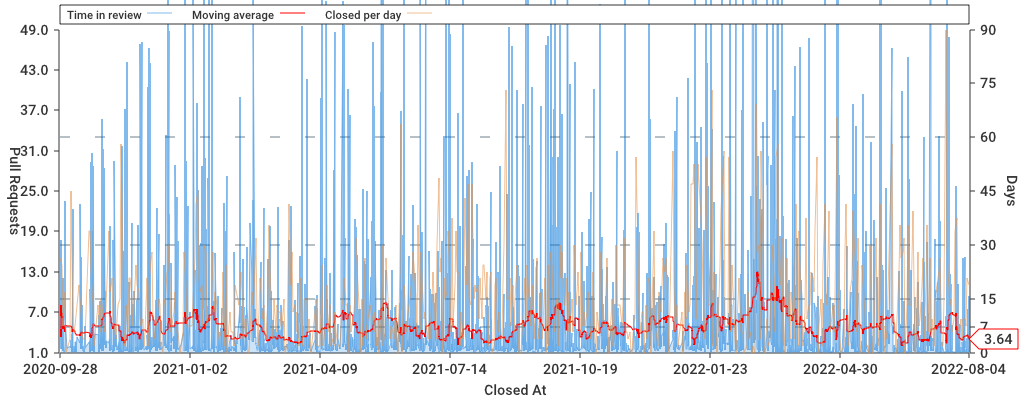 Time in review Moving average Closed per day
49.0 90
43.0 75
37.0
31.0 60
25.0 45
19.0 30
13.0 15
7.0 7
1.0 0
3.64
Pull Requests
Days
2020-09-28 2021-01-02 2021-04-09 2021-07-14 2021-10-19 2022-01-23 2022-04-30 2022-08-04
Closed At